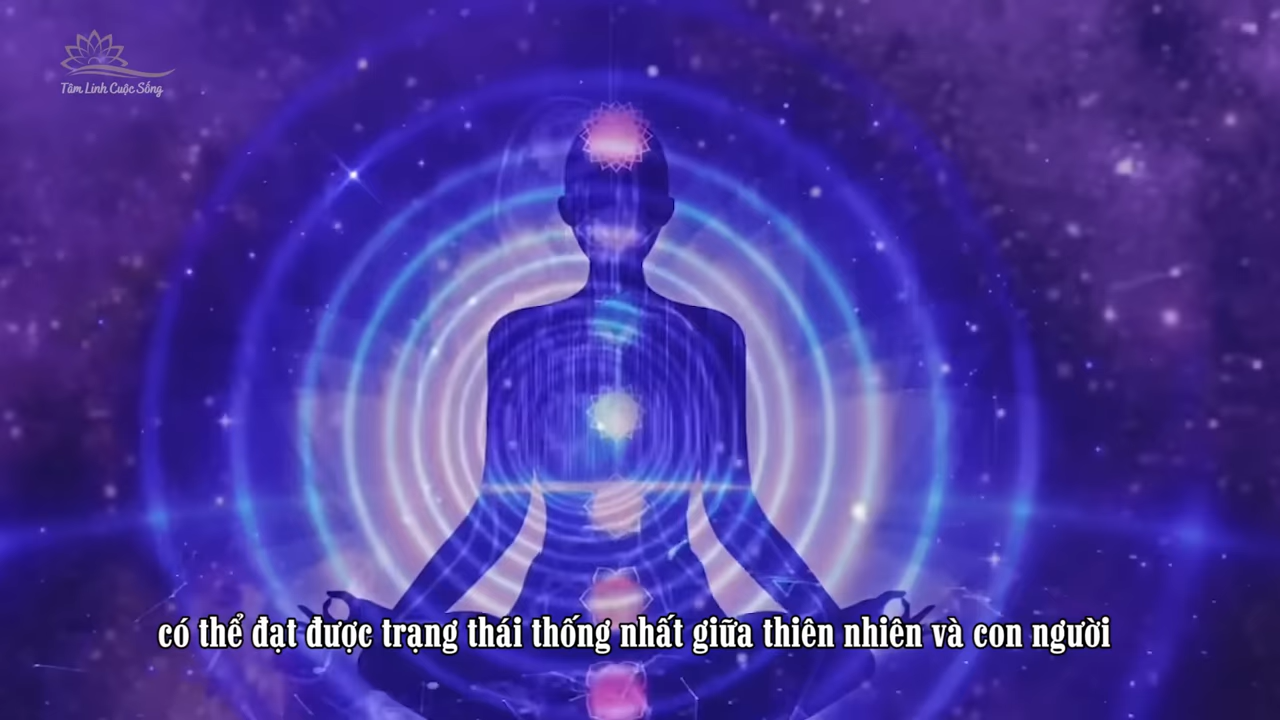 Tâm Linh Cuộc Sống
có thể đạt được trạng thái thống nhất giữa thiên nhiên và con người